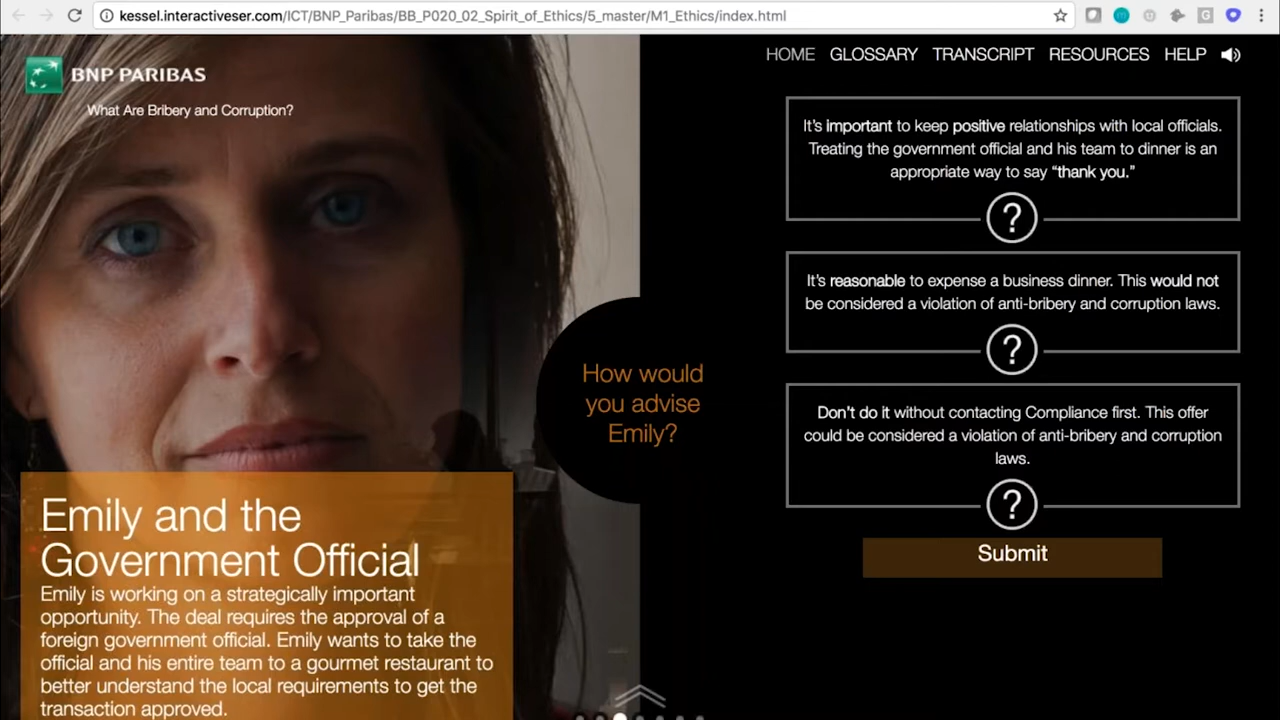 kessel.interactiveser.com/ICT/BNP_Paribas/BB_P020_02_Spirit_of_Ethics/5_master/M1_Ethics/index.html
BNP PARIBAS
What Are Bribery and Corruption?
HOME GLOSSARY TRANSCRIPT RESOURCES HELP
It's important to keep positive relationships with local officials.
Treating the government official and his team to dinner is an
appropriate way to say “thank you.”
?
It's reasonable to expense a business dinner. This would not
be considered a violation of anti-bribery and corruption laws.
?
Don't do it without contacting Compliance first. This offer
could be considered a violation of anti-bribery and corruption
laws.
?
Submit
How would
you advise
Emily?
Emily and the
Government Official
Emily is working on a strategically important
opportunity. The deal requires the approval of a
foreign government official. Emily wants to take the
official and his entire team to a gourmet restaurant to
better understand the local requirements to get the
transaction approved.